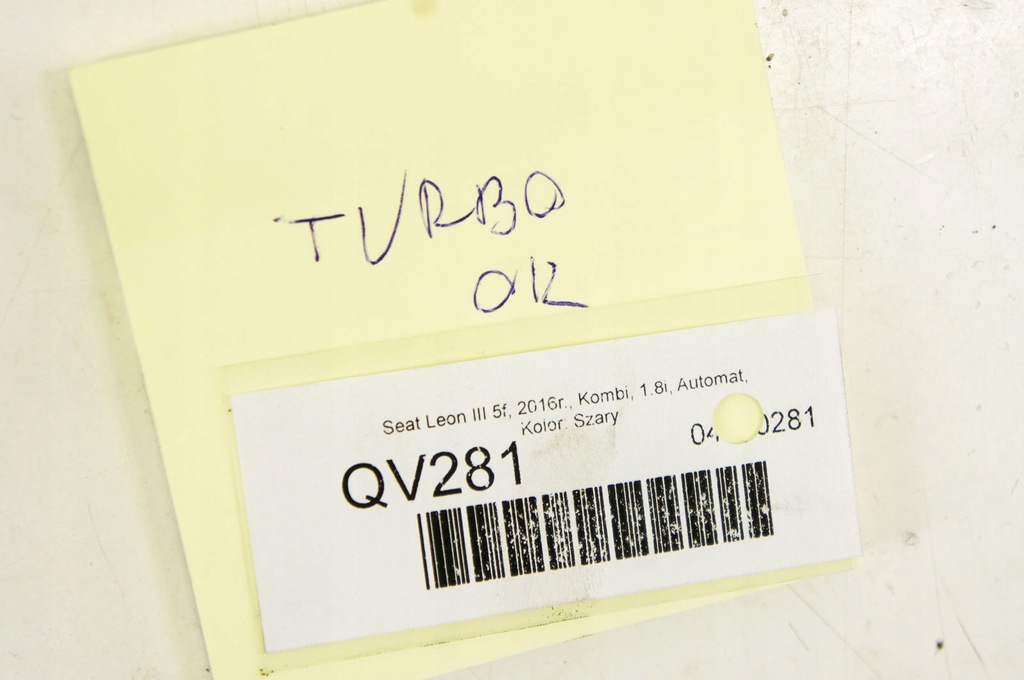 TURBO
OK
Seat Leon III 5f, 2016r., Kombi, 1.8i, Automat,
Kolor: Szary
QV281